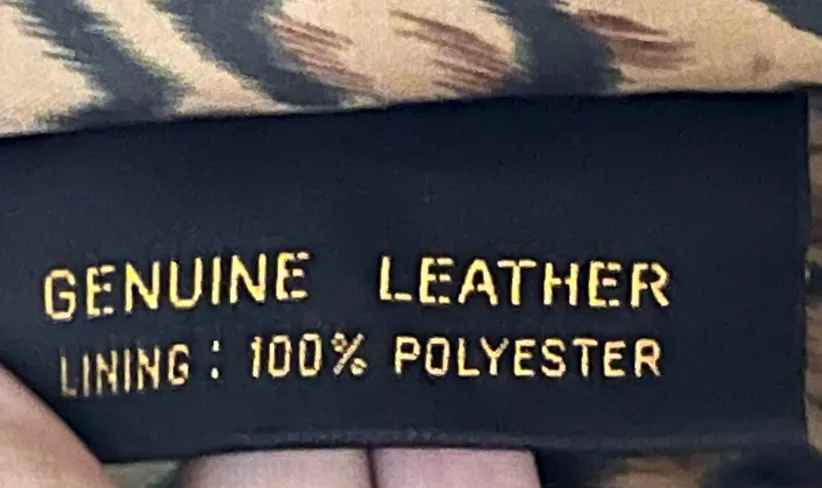 GENUINE LEATHER
LINING : 100% POLYESTER